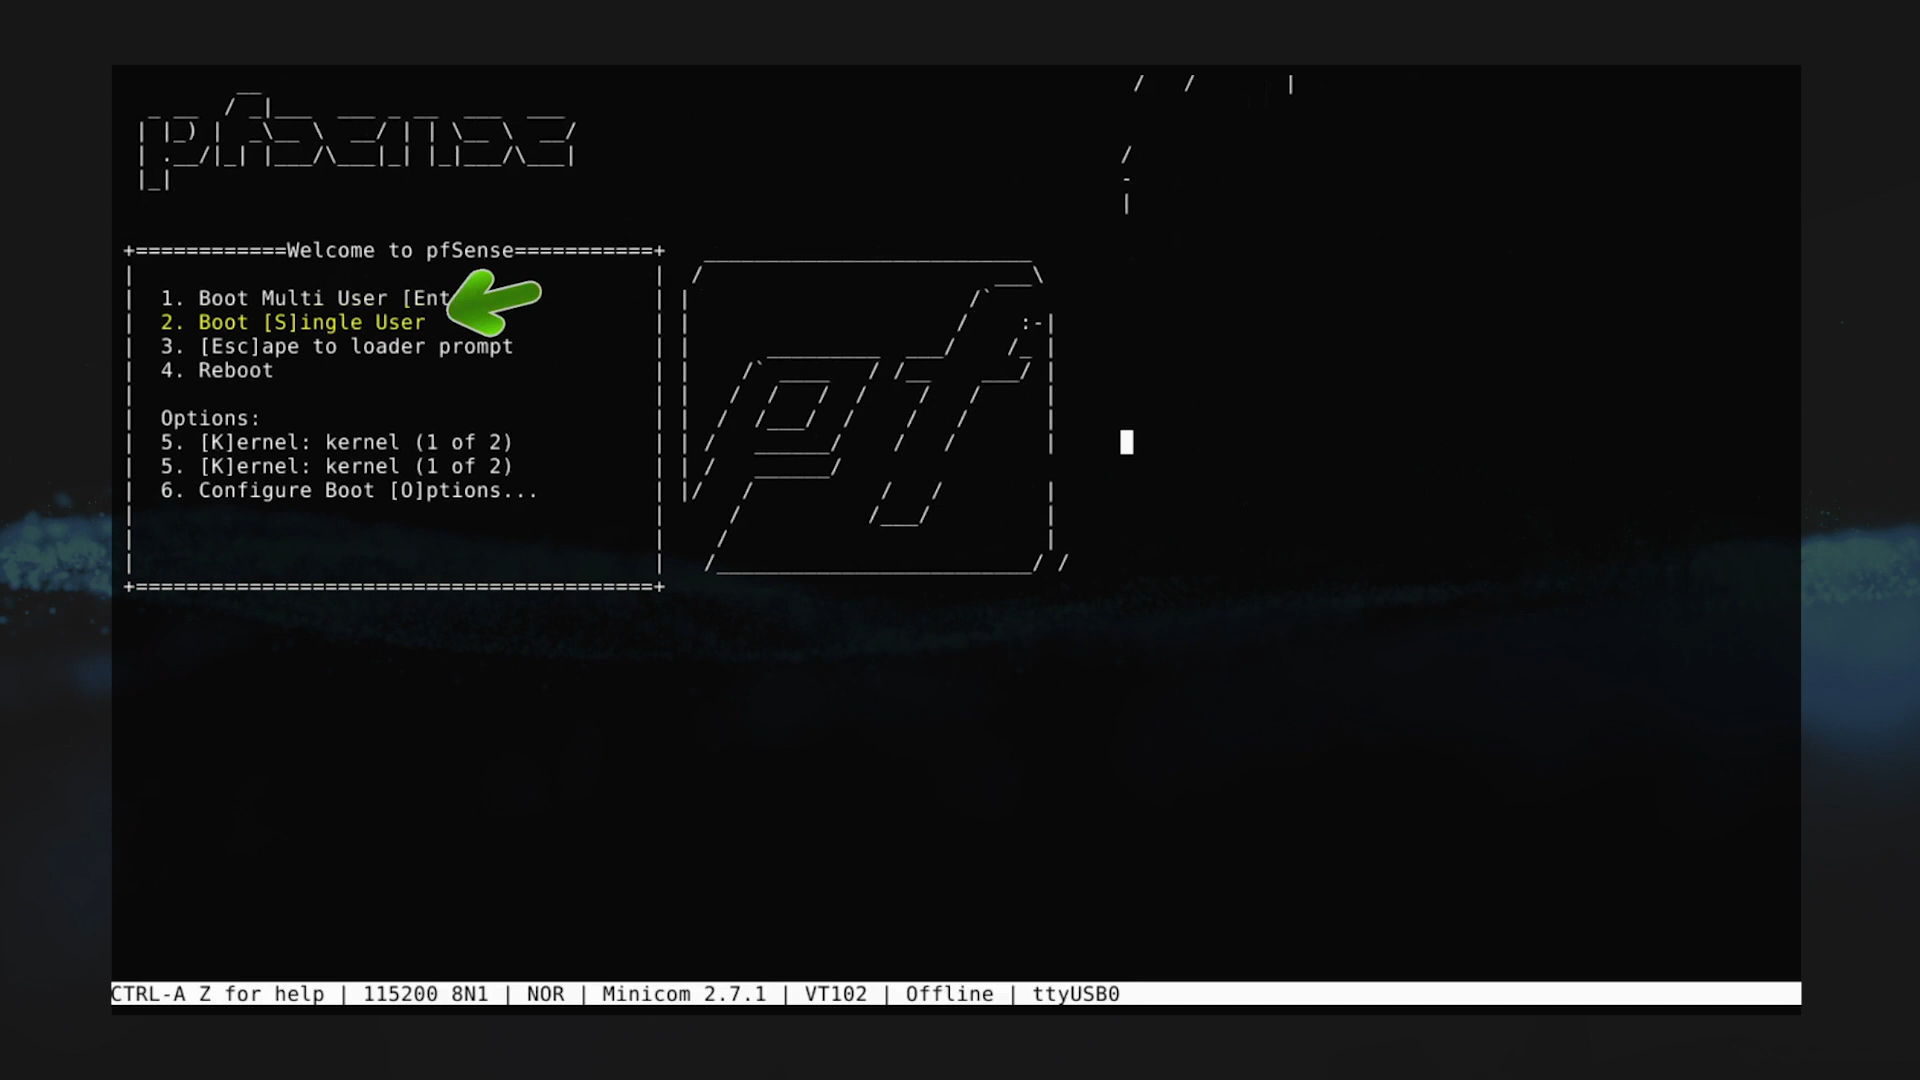 pfSense
+============Welcome to pfSense===========+
1. Boot Multi User [Ent
2. Boot [S]ingle User
3. [Esc]ape to loader prompt
4. Reboot
Options:
5. [K]ernel: kernel (1 of 2)
5. [K]ernel: kernel (1 of 2)
6. Configure Boot [O]ptions...
pf
CTRL-A Z for help | 115200 8N1 | NOR | Minicom 2.7.1 | VT102 | Offline | ttyUSB0